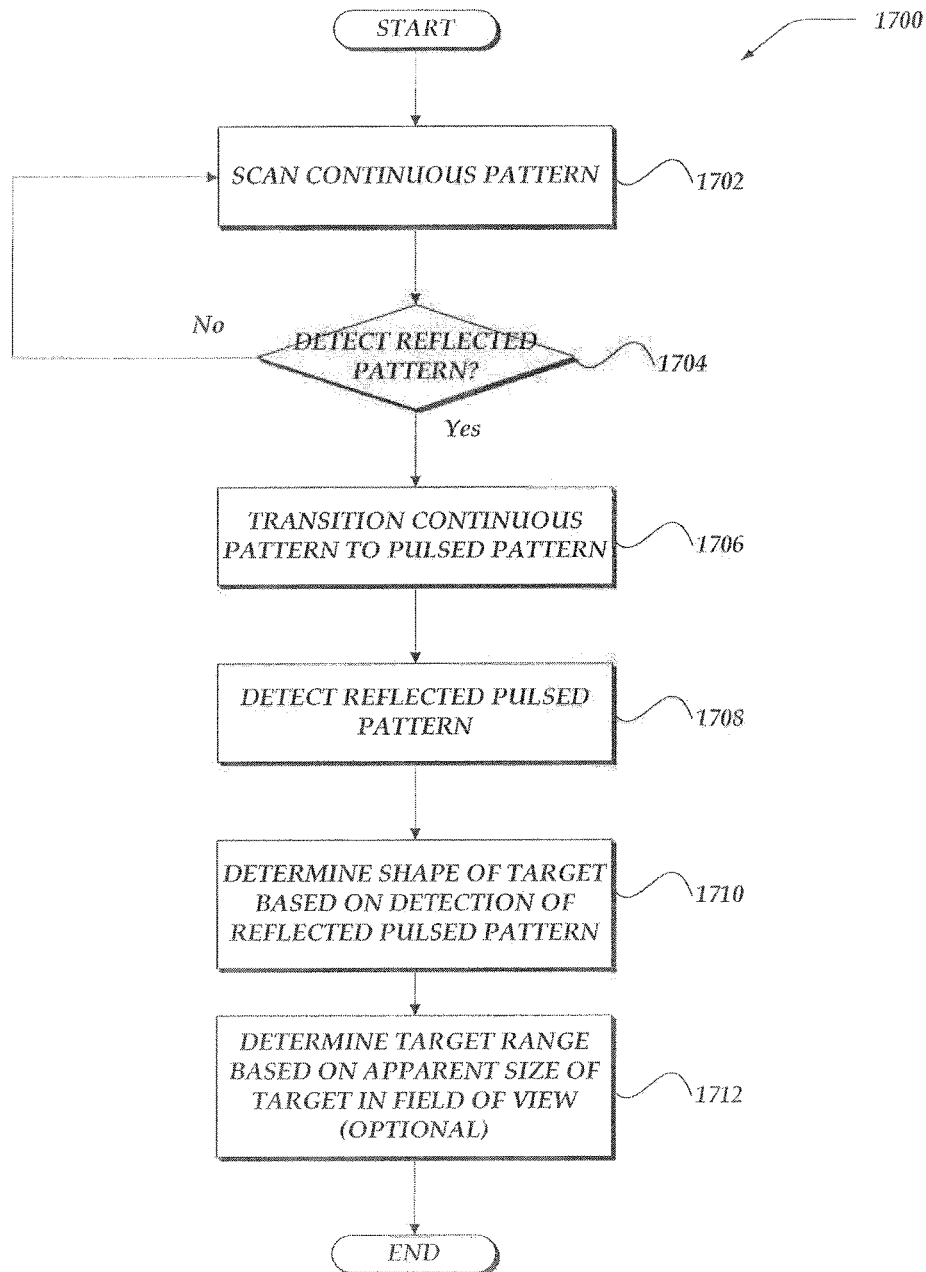 START
1700
SCAN CONTINUOUS PATTERN
1702
No
DETECT REFLECTED
PATTERN?
1704
Yes
TRANSITION CONTINUOUS
PATTERN TO PULSED PATTERN
1706
DETECT REFLECTED PULSED
PATTERN
1708
DETERMINE SHAPE OF TARGET
BASED ON DETECTION OF
REFLECTED PULSED PATTERN
1710
DETERMINE TARGET RANGE
BASED ON APPARENT SIZE OF
TARGET IN FIELD OF VIEW
(OPTIONAL)
1712
END